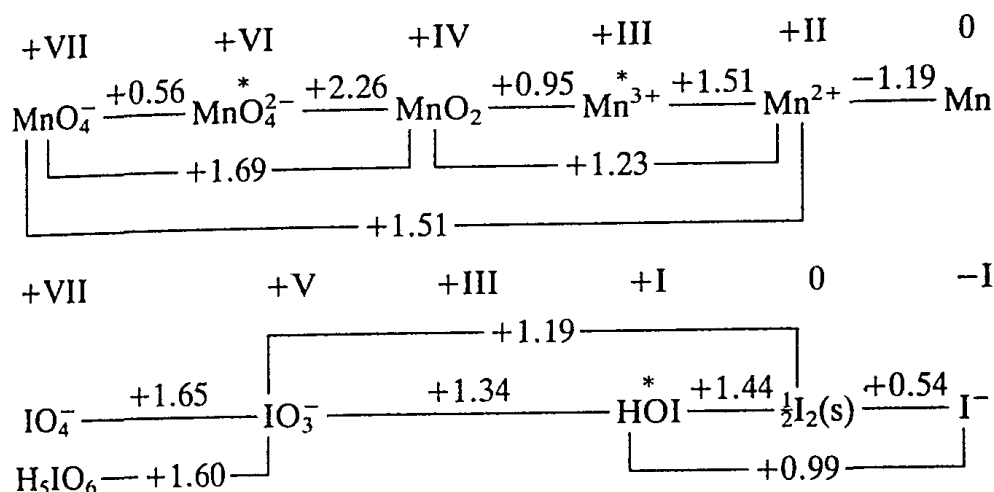 +VII +VI +IV +III +II 0
MnO₄⁻ +0.56 MnO₄²⁻ * +2.26 MnO₂ +0.95 Mn³⁺ * +1.51 Mn²⁺ −1.19 Mn
+1.69 +1.23
+1.51
+VII +V +III +I 0 −I
+1.19
IO₄⁻ +1.65 IO₃⁻ +1.34 HOI * +1.44 ½I₂(s) +0.54 I⁻
H₅IO₆ +1.60 +0.99